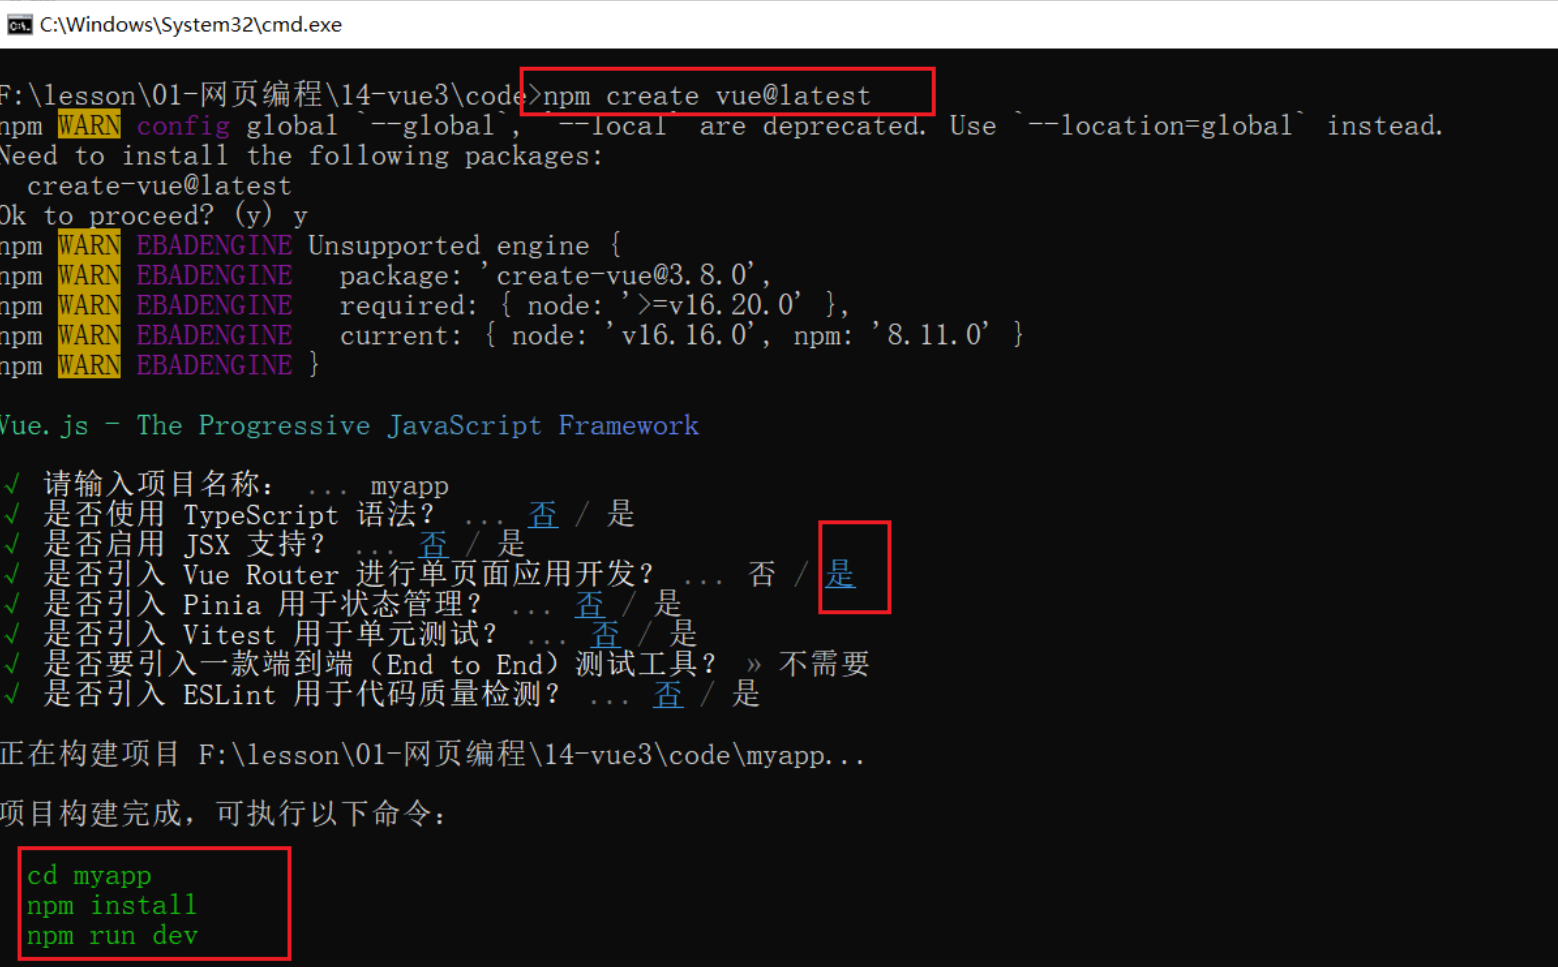 C:\Windows\System32\cmd.exe
F:\lesson\01-网页编程\14-vue3\code>npm create vue@latest
npm WARN config global `--global`, `--local` are deprecated. Use `--location=global` instead.
Need to install the following packages:
create-vue@latest
Ok to proceed? (y) y
npm WARN EBADENGINE Unsupported engine {
npm WARN EBADENGINE package: 'create-vue@3.8.0',
npm WARN EBADENGINE required: { node: '>=v16.20.0' },
npm WARN EBADENGINE current: { node: 'v16.16.0', npm: '8.11.0' }
npm WARN EBADENGINE }
Vue.js - The Progressive JavaScript Framework
√ 请输入项目名称： ... myapp
√ 是否使用 TypeScript 语法？ ... 否 / 是
√ 是否启用 JSX 支持？ ... 否 / 是
√ 是否引入 Vue Router 进行单页面应用开发？ ... 否 / 是
√ 是否引入 Pinia 用于状态管理？ ... 否 / 是
√ 是否引入 Vitest 用于单元测试？ ... 否 / 是
√ 是否要引入一款端到端（End to End）测试工具？ » 不需要
√ 是否引入 ESLint 用于代码质量检测？ ... 否 / 是
正在构建项目 F:\lesson\01-网页编程\14-vue3\code\myapp...
项目构建完成，可执行以下命令：
cd myapp
npm install
npm run dev